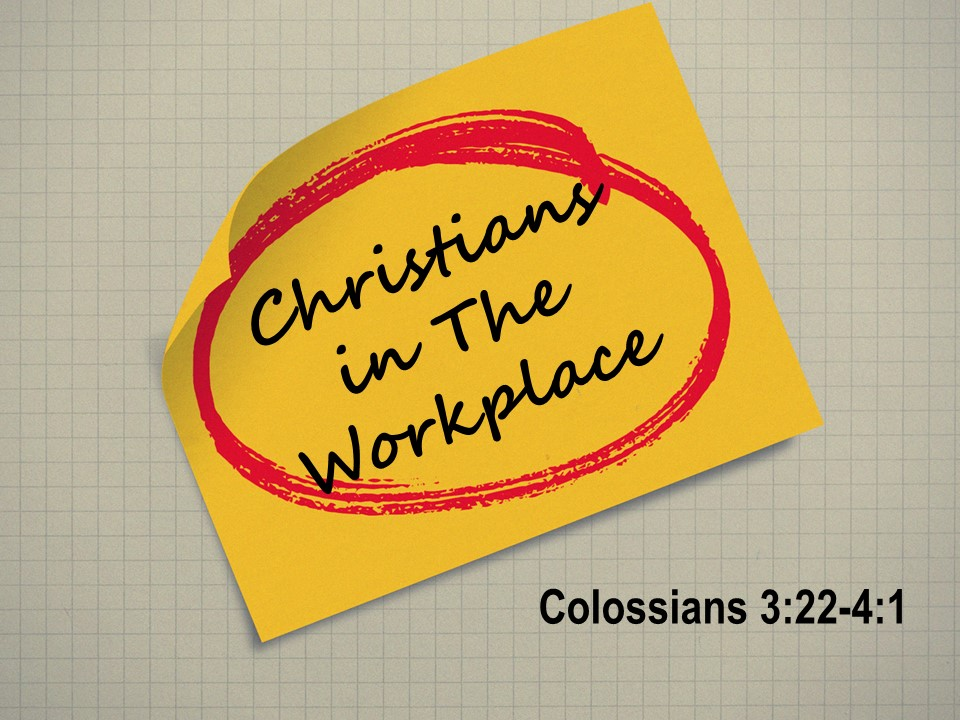 Christians
in The
Workplace
Colossians 3:22-4:1